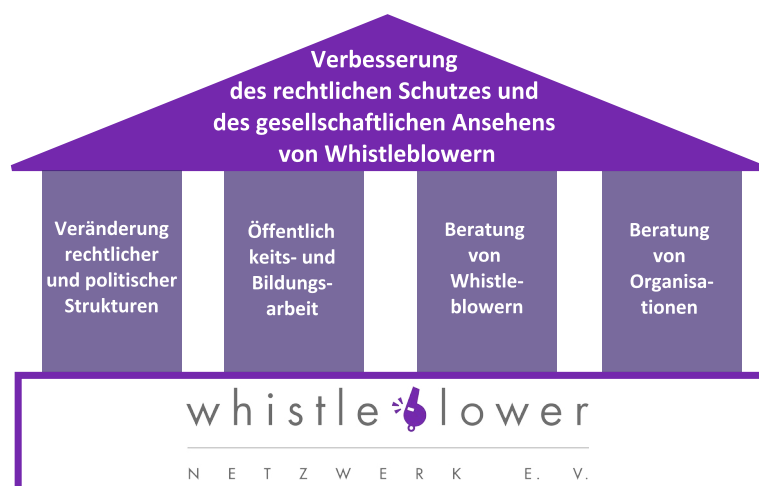 Verbesserung
des rechtlichen Schutzes und
des gesellschaftlichen Ansehens
von Whistleblowern
Veränderung
rechtlicher
und politischer
Strukturen
Öffentlich
keits- und
Bildungs-
arbeit
Beratung
von
Whistle-
blowern
Beratung
von
Organisa-
tionen
whistleblower
NETZWERK E. V.